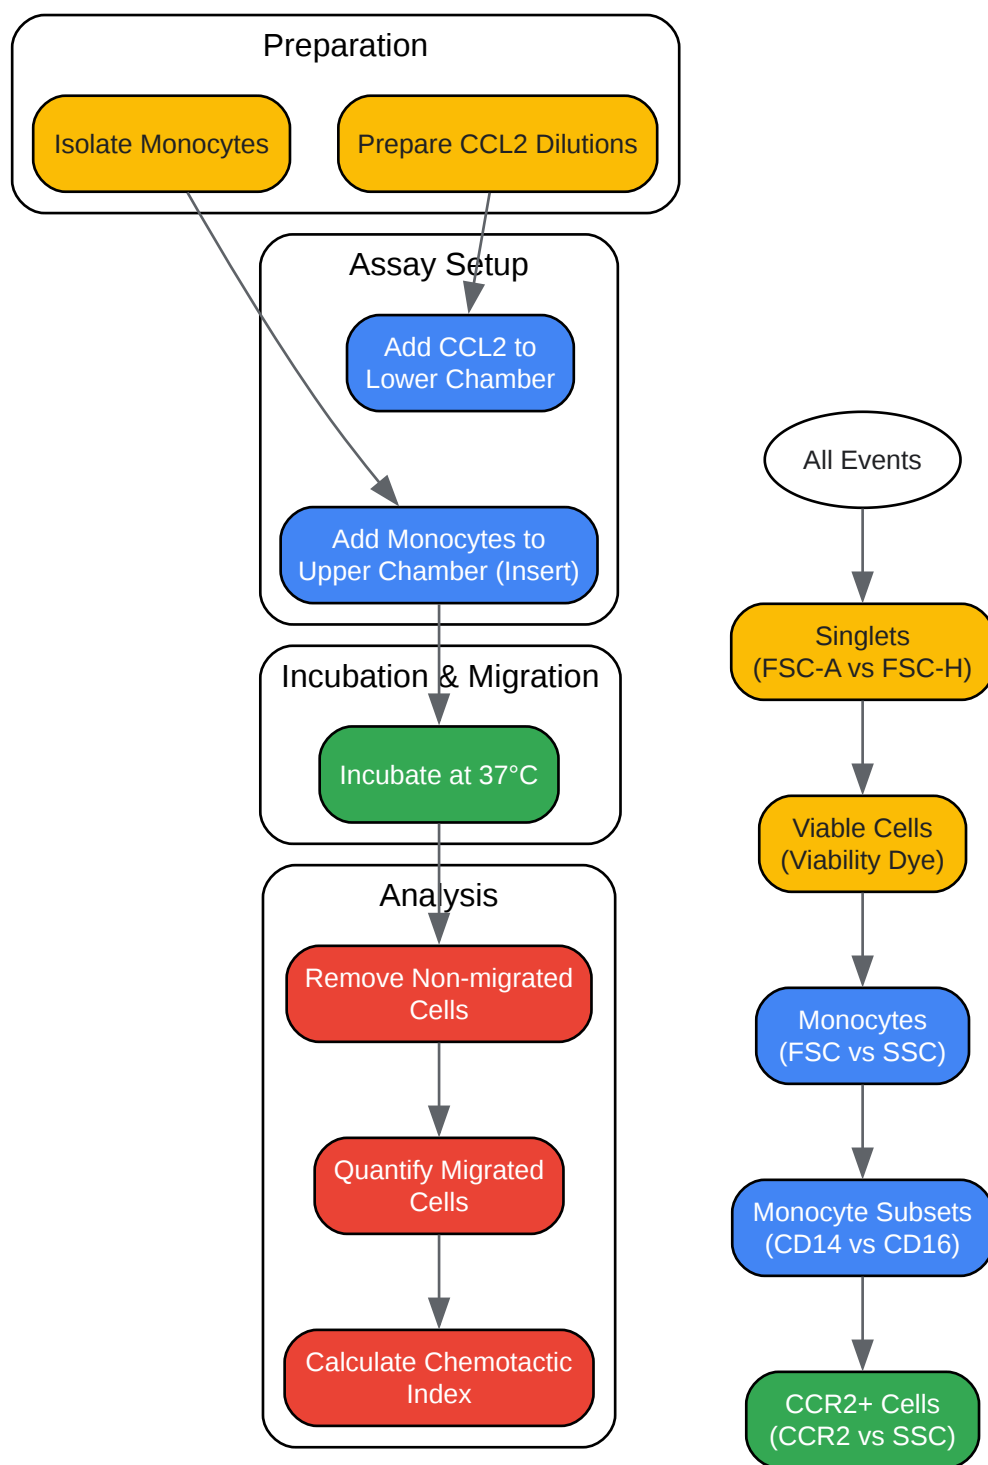 Preparation
Isolate Monocytes
Prepare CCL2 Dilutions
Assay Setup
Add CCL2 to
Lower Chamber
Add Monocytes to
Upper Chamber (Insert)
Incubation & Migration
Incubate at 37°C
Analysis
Remove Non-migrated
Cells
Quantify Migrated
Cells
Calculate Chemotactic
Index
All Events
Singlets
(FSC-A vs FSC-H)
Viable Cells
(Viability Dye)
Monocytes
(FSC vs SSC)
Monocyte Subsets
(CD14 vs CD16)
CCR2+ Cells
(CCR2 vs SSC)